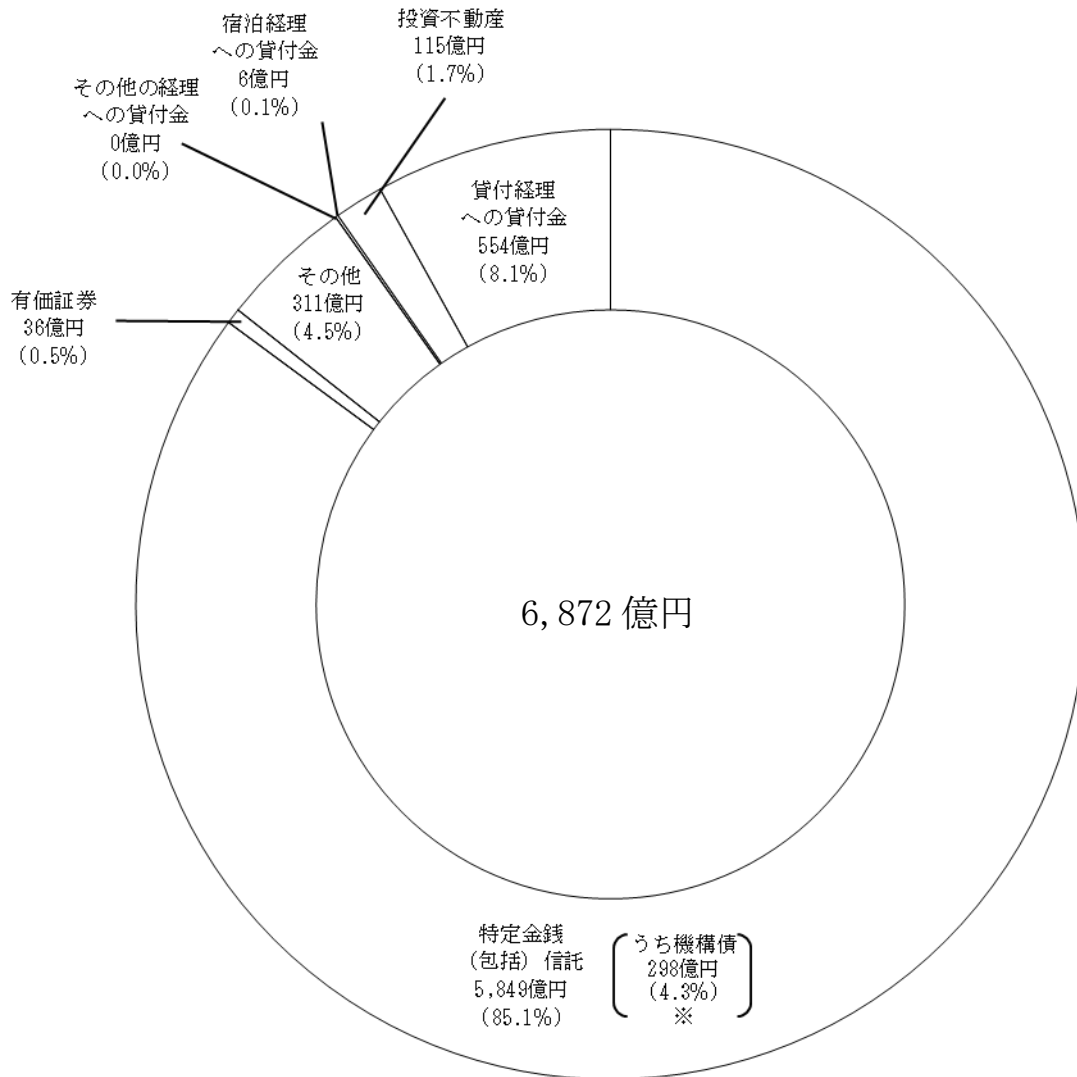 宿泊経理
への貸付金
6億円
(0.1%)
投資不動産
115億円
(1.7%)
その他の経理
への貸付金
0億円
(0.0%)
貸付経理
への貸付金
554億円
(8.1%)
その他
311億円
(4.5%)
有価証券
36億円
(0.5%)
6,872億円
特定金銭
(包括) 信託
5,849億円
(85.1%)
うち機構債
298億円
(4.3%)
※